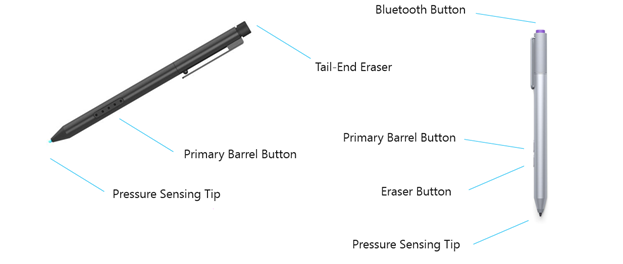 Bluetooth Button
Tail-End Eraser
Primary Barrel Button
Primary Barrel Button
Eraser Button
Pressure Sensing Tip
Pressure Sensing Tip